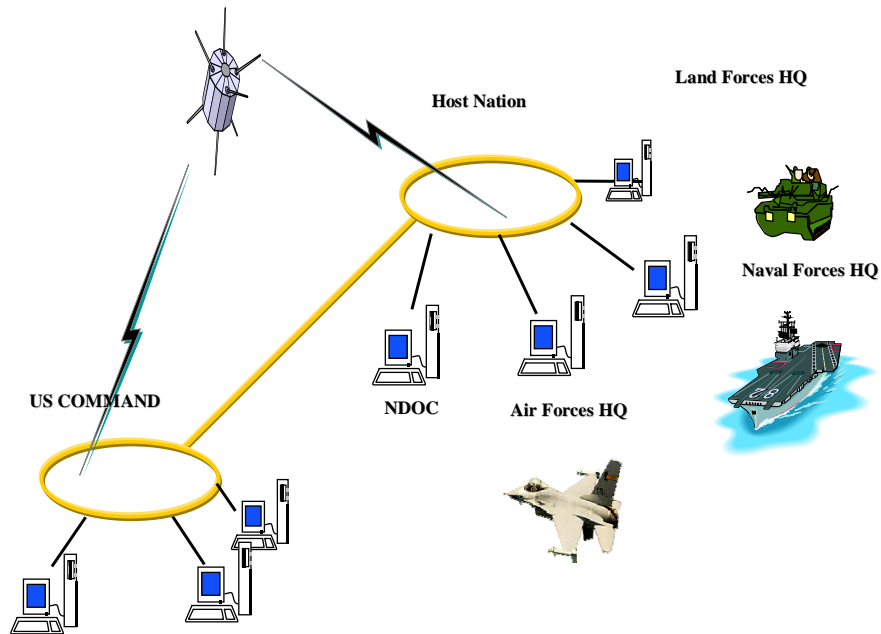 Land Forces HQ
Host Nation
Naval Forces HQ
US COMMAND
NDOC
Air Forces HQ